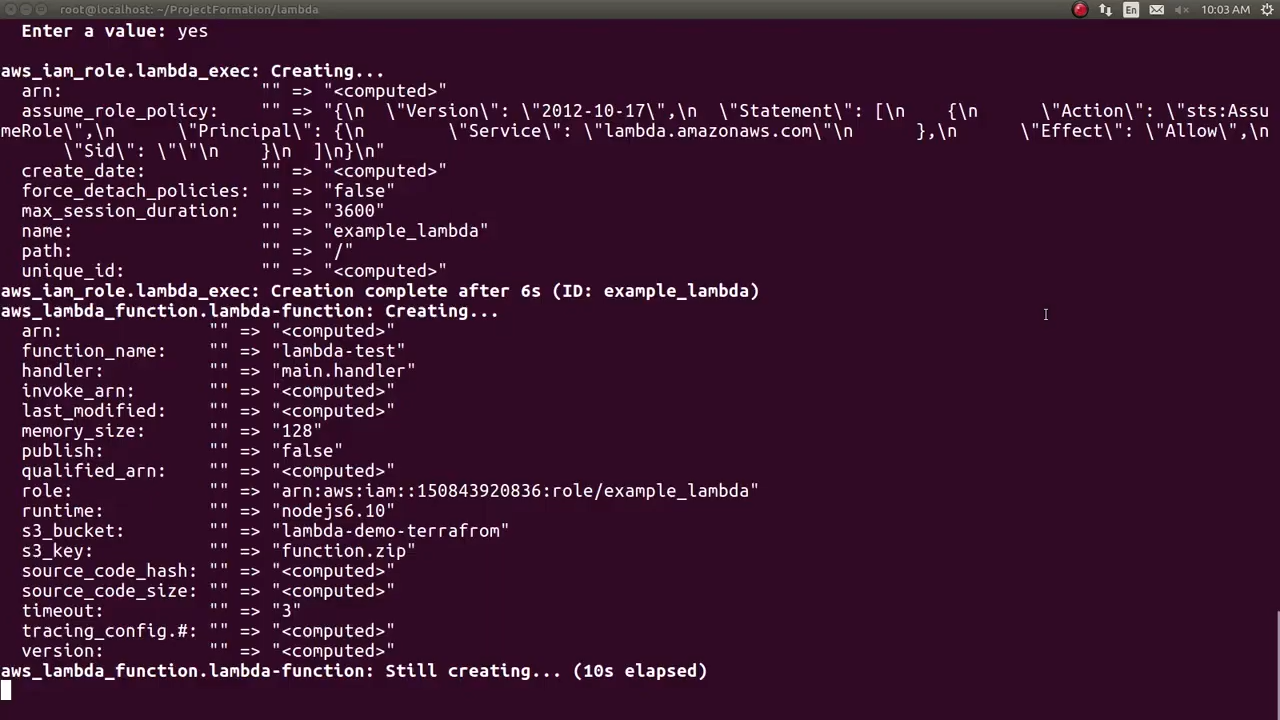 root@localhost: ~/ProjectFormation/lambda
En
10:03 AM
Enter a value: yes
aws_iam_role.lambda_exec: Creating...
arn: "" => "<computed>"
assume_role_policy: "" => "{\n \"Version\": \"2012-10-17\",\n \"Statement\": [\n {\n \"Action\": \"sts:Assu
meRole\",\n \"Principal\": {\n \"Service\": \"lambda.amazonaws.com\"\n },\n \"Effect\": \"Allow\",\n
\"Sid\": \"\"\n }\n ]\n}\n"
create_date: "" => "<computed>"
force_detach_policies: "" => "false"
max_session_duration: "" => "3600"
name: "" => "example_lambda"
path: "" => "/"
unique_id: "" => "<computed>"
aws_iam_role.lambda_exec: Creation complete after 6s (ID: example_lambda)
aws_lambda_function.lambda-function: Creating...
arn: "" => "<computed>"
function_name: "" => "lambda-test"
handler: "" => "main.handler"
invoke_arn: "" => "<computed>"
last_modified: "" => "<computed>"
memory_size: "" => "128"
publish: "" => "false"
qualified_arn: "" => "<computed>"
role: "" => "arn:aws:iam::150843920836:role/example_lambda"
runtime: "" => "nodejs6.10"
s3_bucket: "" => "lambda-demo-terrafrom"
s3_key: "" => "function.zip"
source_code_hash: "" => "<computed>"
source_code_size: "" => "<computed>"
timeout: "" => "3"
tracing_config.#: "" => "<computed>"
version: "" => "<computed>"
aws_lambda_function.lambda-function: Still creating... (10s elapsed)